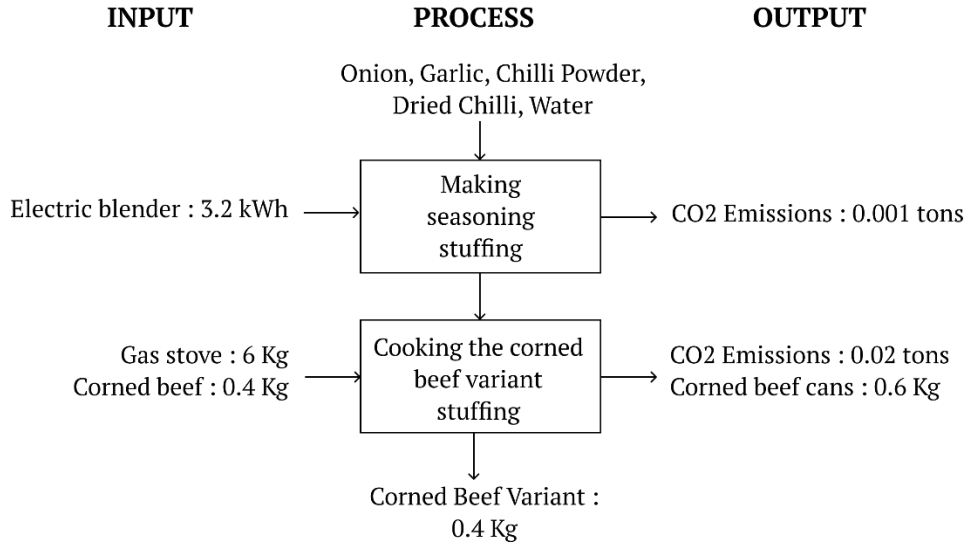 INPUT
PROCESS
OUTPUT
Onion, Garlic, Chilli Powder,
Dried Chilli, Water
Electric blender : 3.2 kWh
Making
seasoning
stuffing
CO2 Emissions : 0.001 tons
Gas stove : 6 Kg
Corned beef : 0.4 Kg
Cooking the corned
beef variant
stuffing
CO2 Emissions : 0.02 tons
Corned beef cans : 0.6 Kg
Corned Beef Variant :
0.4 Kg